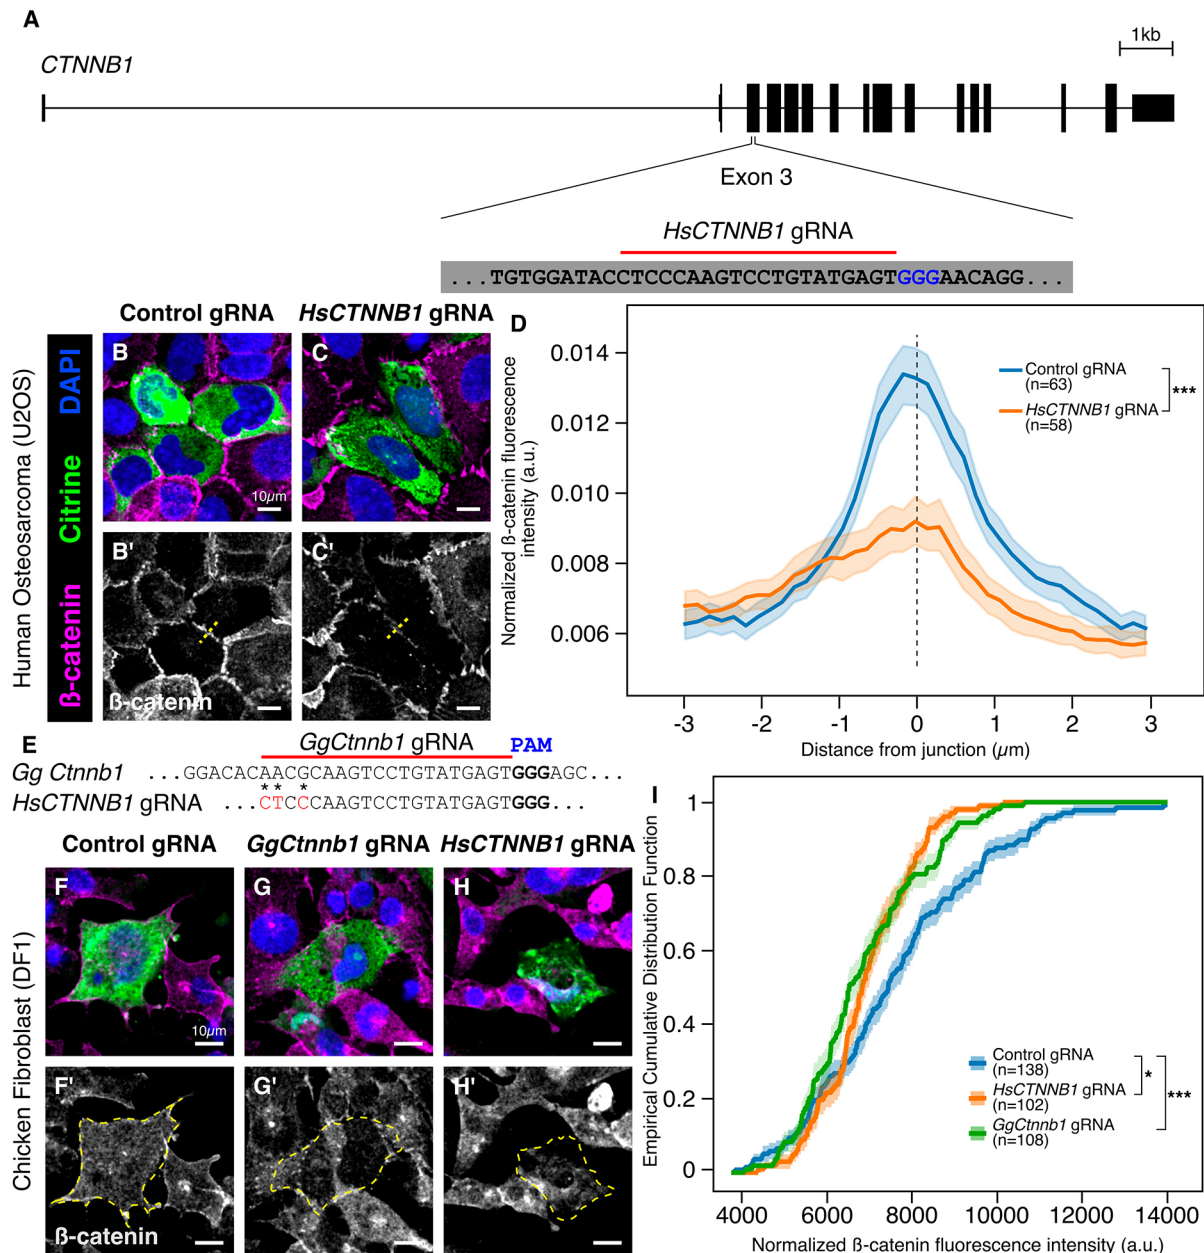 A
1kb
CTNNB1
Exon 3
HsCTNNB1 gRNA
...TGTGGATACCTCCCAAGTCCTGTATGAGTGGGAACAGG...
Control gRNA
HsCTNNB1 gRNA
Human Osteosarcoma (U2OS)
ß-catenin Citrine DAPI
B
10µm
C
B'
ß-catenin
C'
D
Normalized ß-catenin fluorescence
intensity (a.u.)
0.014
0.012
0.010
0.008
0.006
Control gRNA
(n=63)
HsCTNNB1 gRNA
(n=58)
***
-3 -2 -1 0 1 2 3
Distance from junction (µm)
E
GgCtnnb1 gRNA PAM
Gg Ctnnb1 ...GGACACAACGCAAGTCCTGTATGAGTGGGAGC...
** *
HsCTNNB1 gRNA ...CTCCCAAGTCCTGTATGAGTGGG...
Control gRNA
GgCtnnb1 gRNA
HsCTNNB1 gRNA
Chicken Fibroblast (DF1)
F
10µm
G
H
F'
ß-catenin
G'
H'
I
Empirical Cumulative Distribution Function
1
0.8
0.6
0.4
0.2
0
Control gRNA
(n=138)
HsCTNNB1 gRNA
(n=102)
GgCtnnb1 gRNA
(n=108)
*
***
4000 6000 8000 10000 12000 14000
Normalized ß-catenin fluorescence intensity (a.u.)